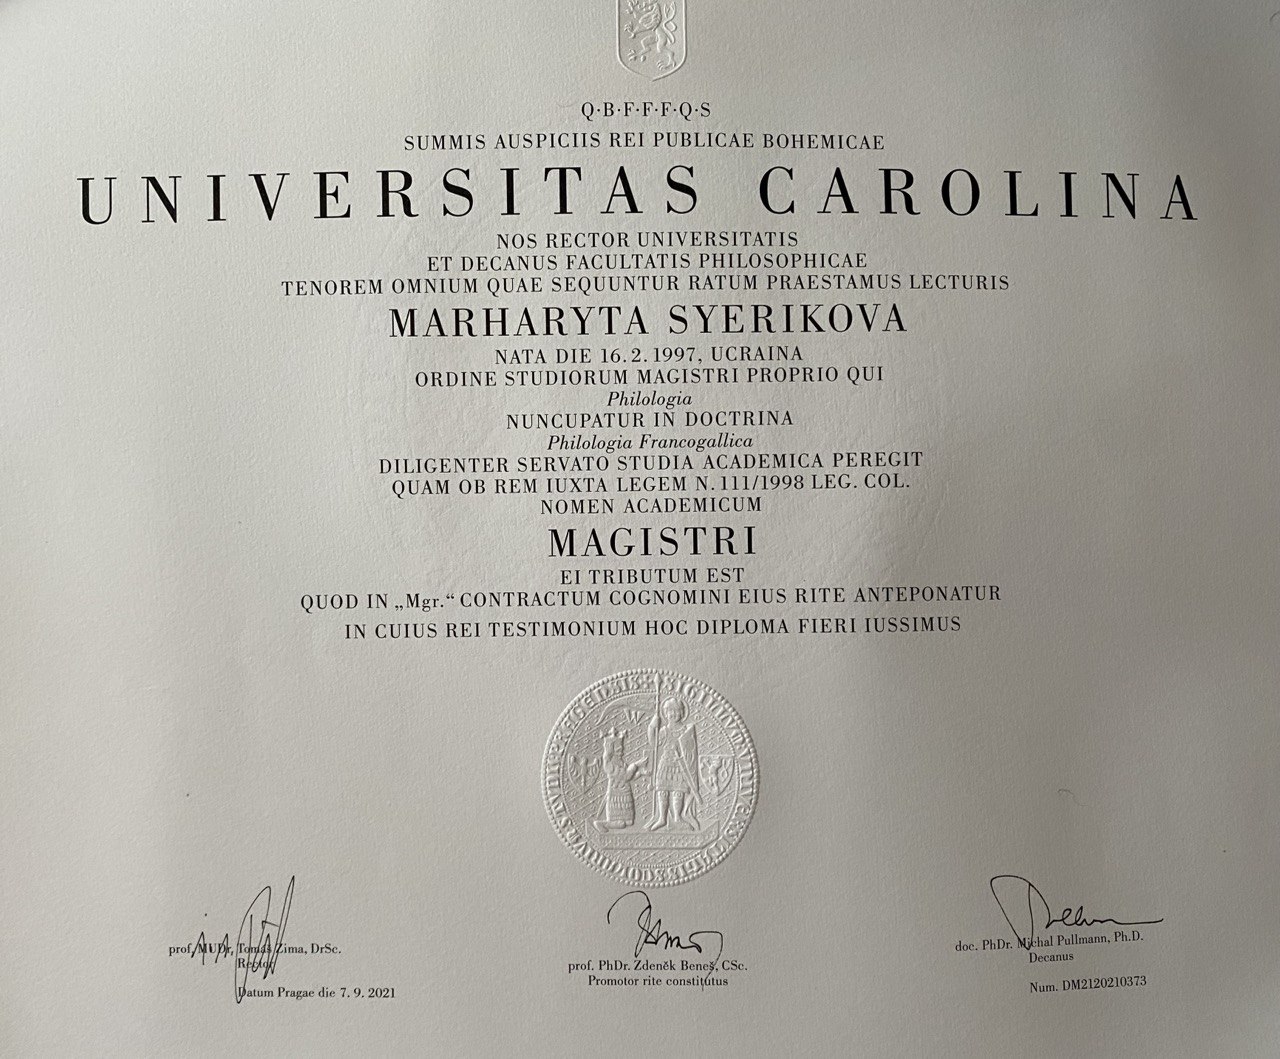 Q·B·F·F·F·Q·S
SUMMIS AUSPICIIS REI PUBLICAE BOHEMICAE
UNIVERSITAS CAROLINA
NOS RECTOR UNIVERSITATIS
ET DECANUS FACULTATIS PHILOSOPHICAE
TENOREM OMNIUM QUAE SEQUUNTUR RATUM PRAESTAMUS LECTURIS
MARHARYTA SYERIKOVA
NATA DIE 16. 2. 1997, UCRAINA
ORDINE STUDIORUM MAGISTRI PROPRIO QUI
Philologia
NUNCUPATUR IN DOCTRINA
Philologia Francogallica
DILIGENTER SERVATO STUDIA ACADEMICA PEREGIT
QUAM OB REM IUXTA LEGEM N. 111/1998 LEG. COL.
NOMEN ACADEMICUM
MAGISTRI
EI TRIBUTUM EST
QUOD IN „Mgr.“ CONTRACTUM COGNOMINI EIUS RITE ANTEPONATUR
IN CUIUS REI TESTIMONIUM HOC DIPLOMA FIERI IUSSIMUS
prof. MUDr. Tomáš Zima, DrSc.
Rector
Datum Pragae die 7. 9. 2021
prof. PhDr. Zdeněk Beneš, CSc.
Promotor rite constitutus
doc. PhDr. Michal Pullmann, Ph.D.
Decanus
Num. DM2120210373